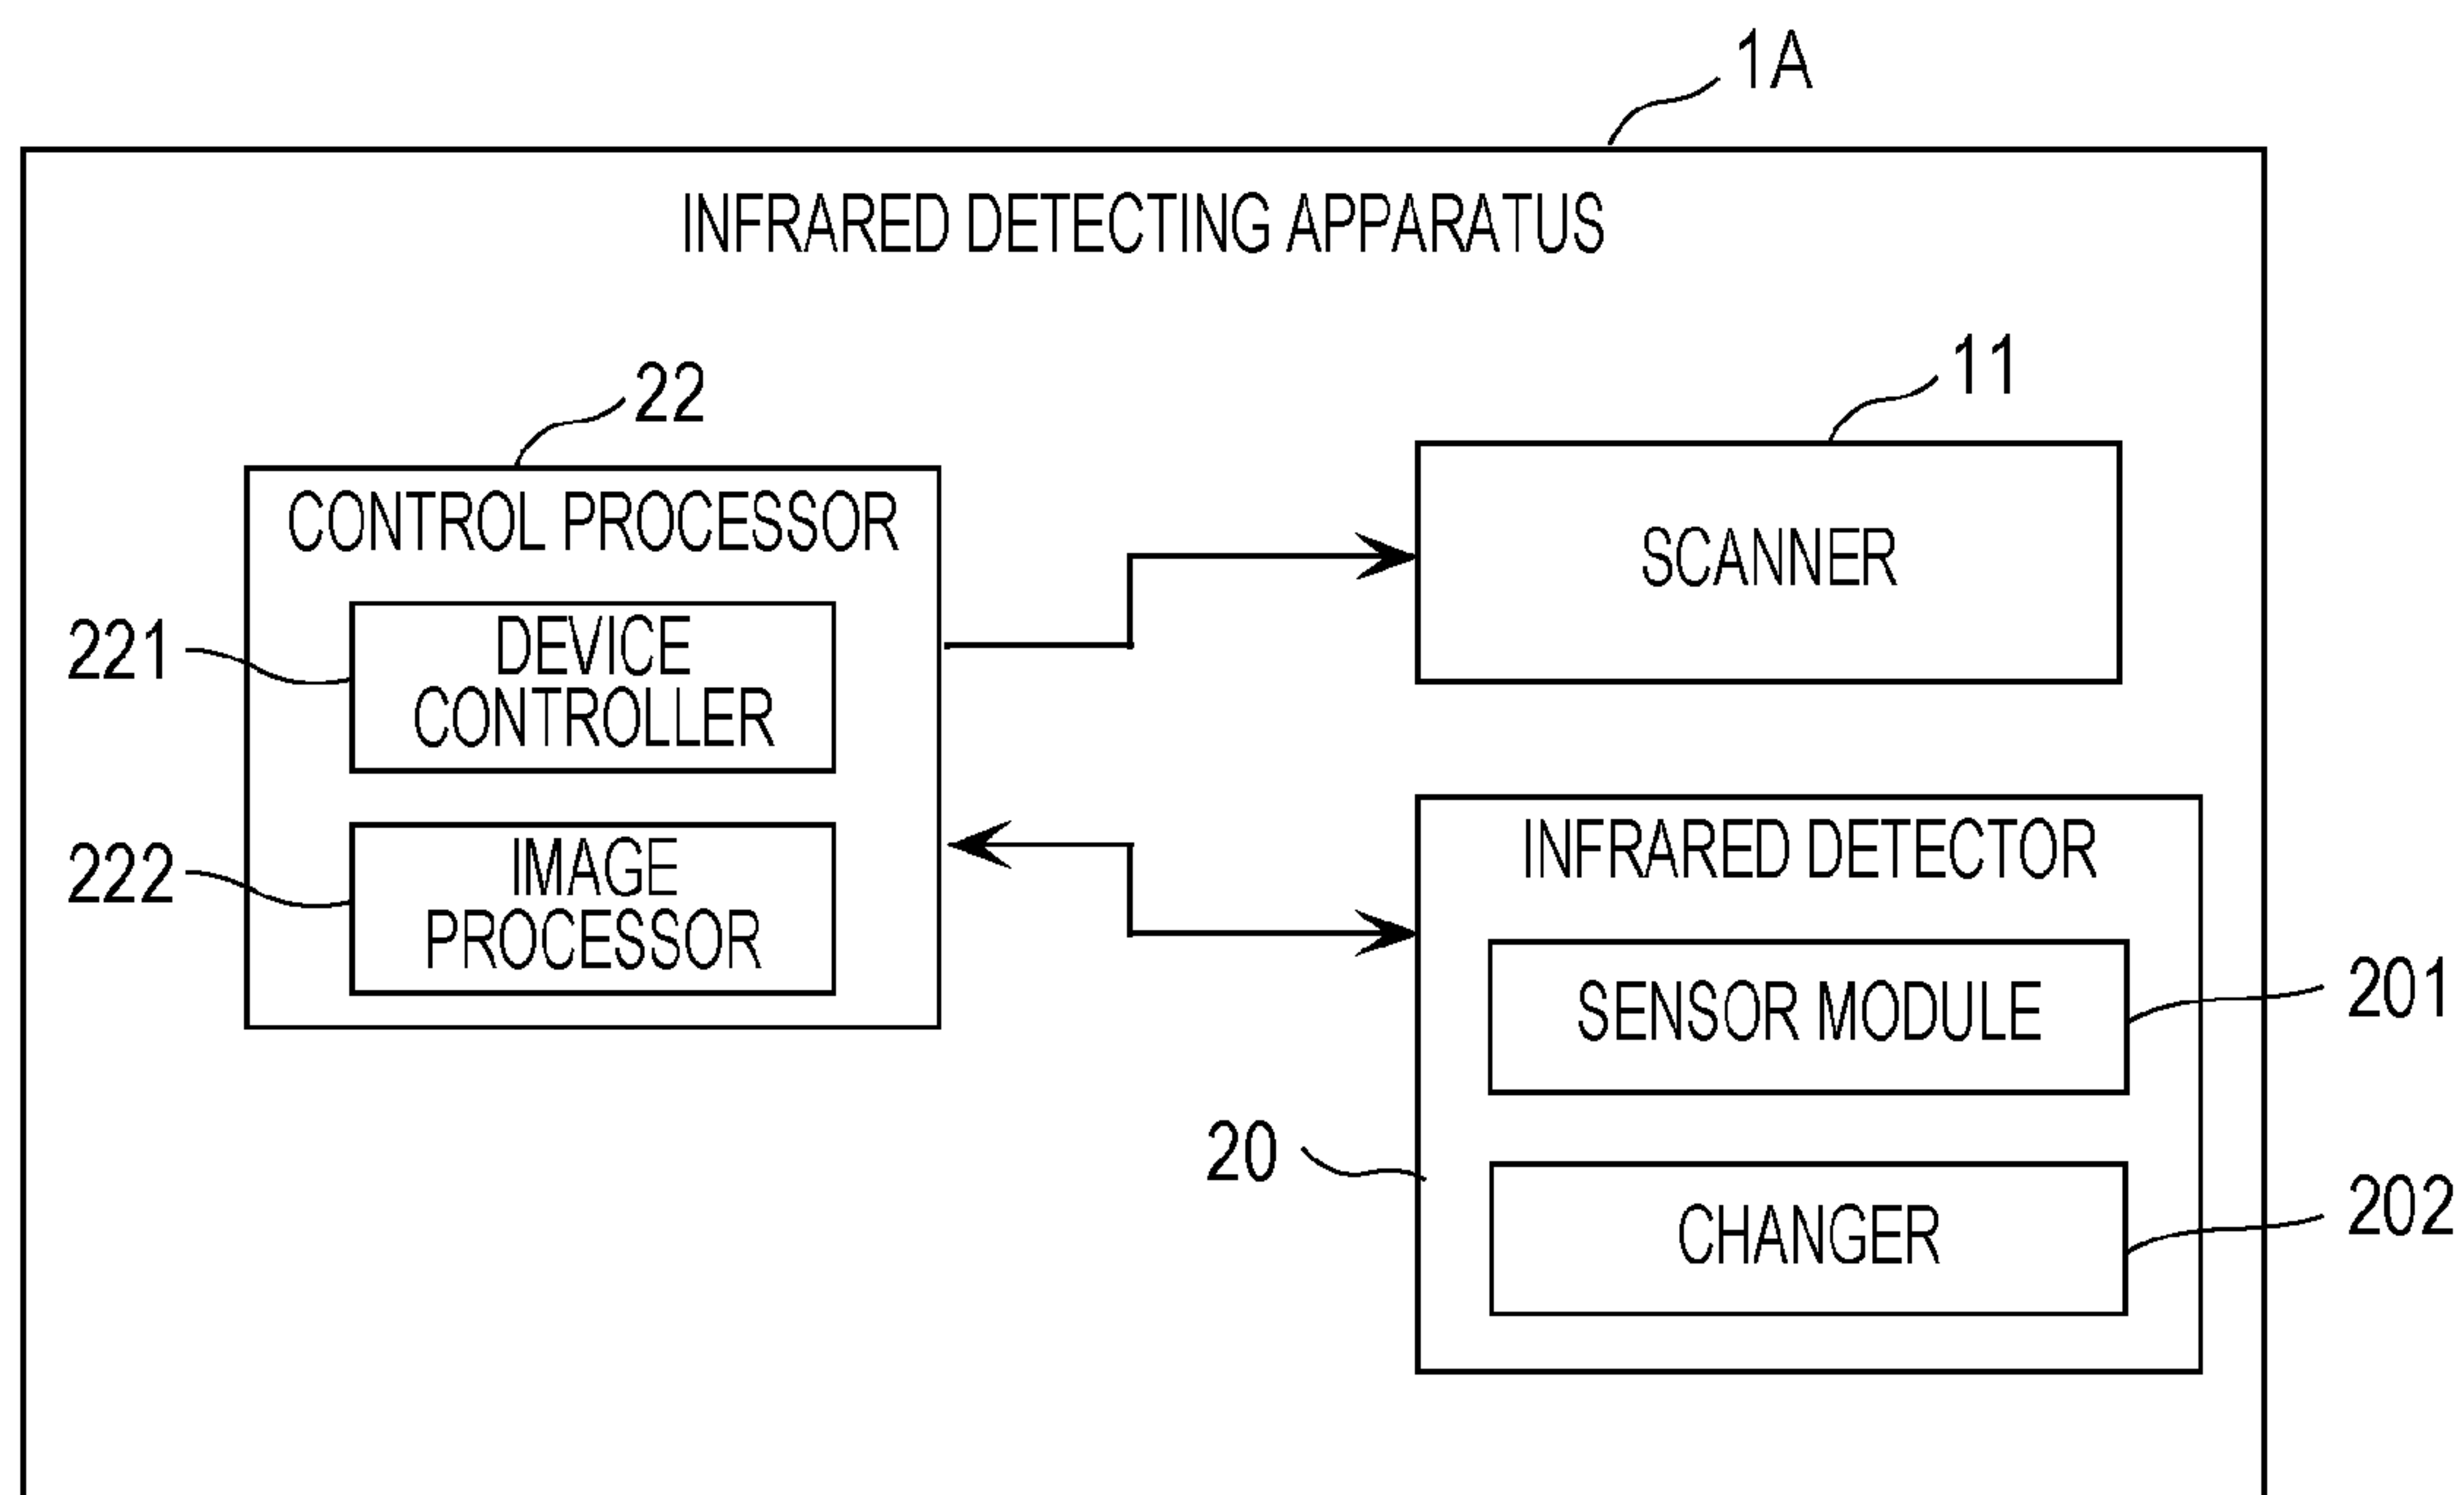 1A
INFRARED DETECTING APPARATUS
22
CONTROL PROCESSOR
221
DEVICE
CONTROLLER
222
IMAGE
PROCESSOR
11
SCANNER
INFRARED DETECTOR
SENSOR MODULE
201
20
CHANGER
202